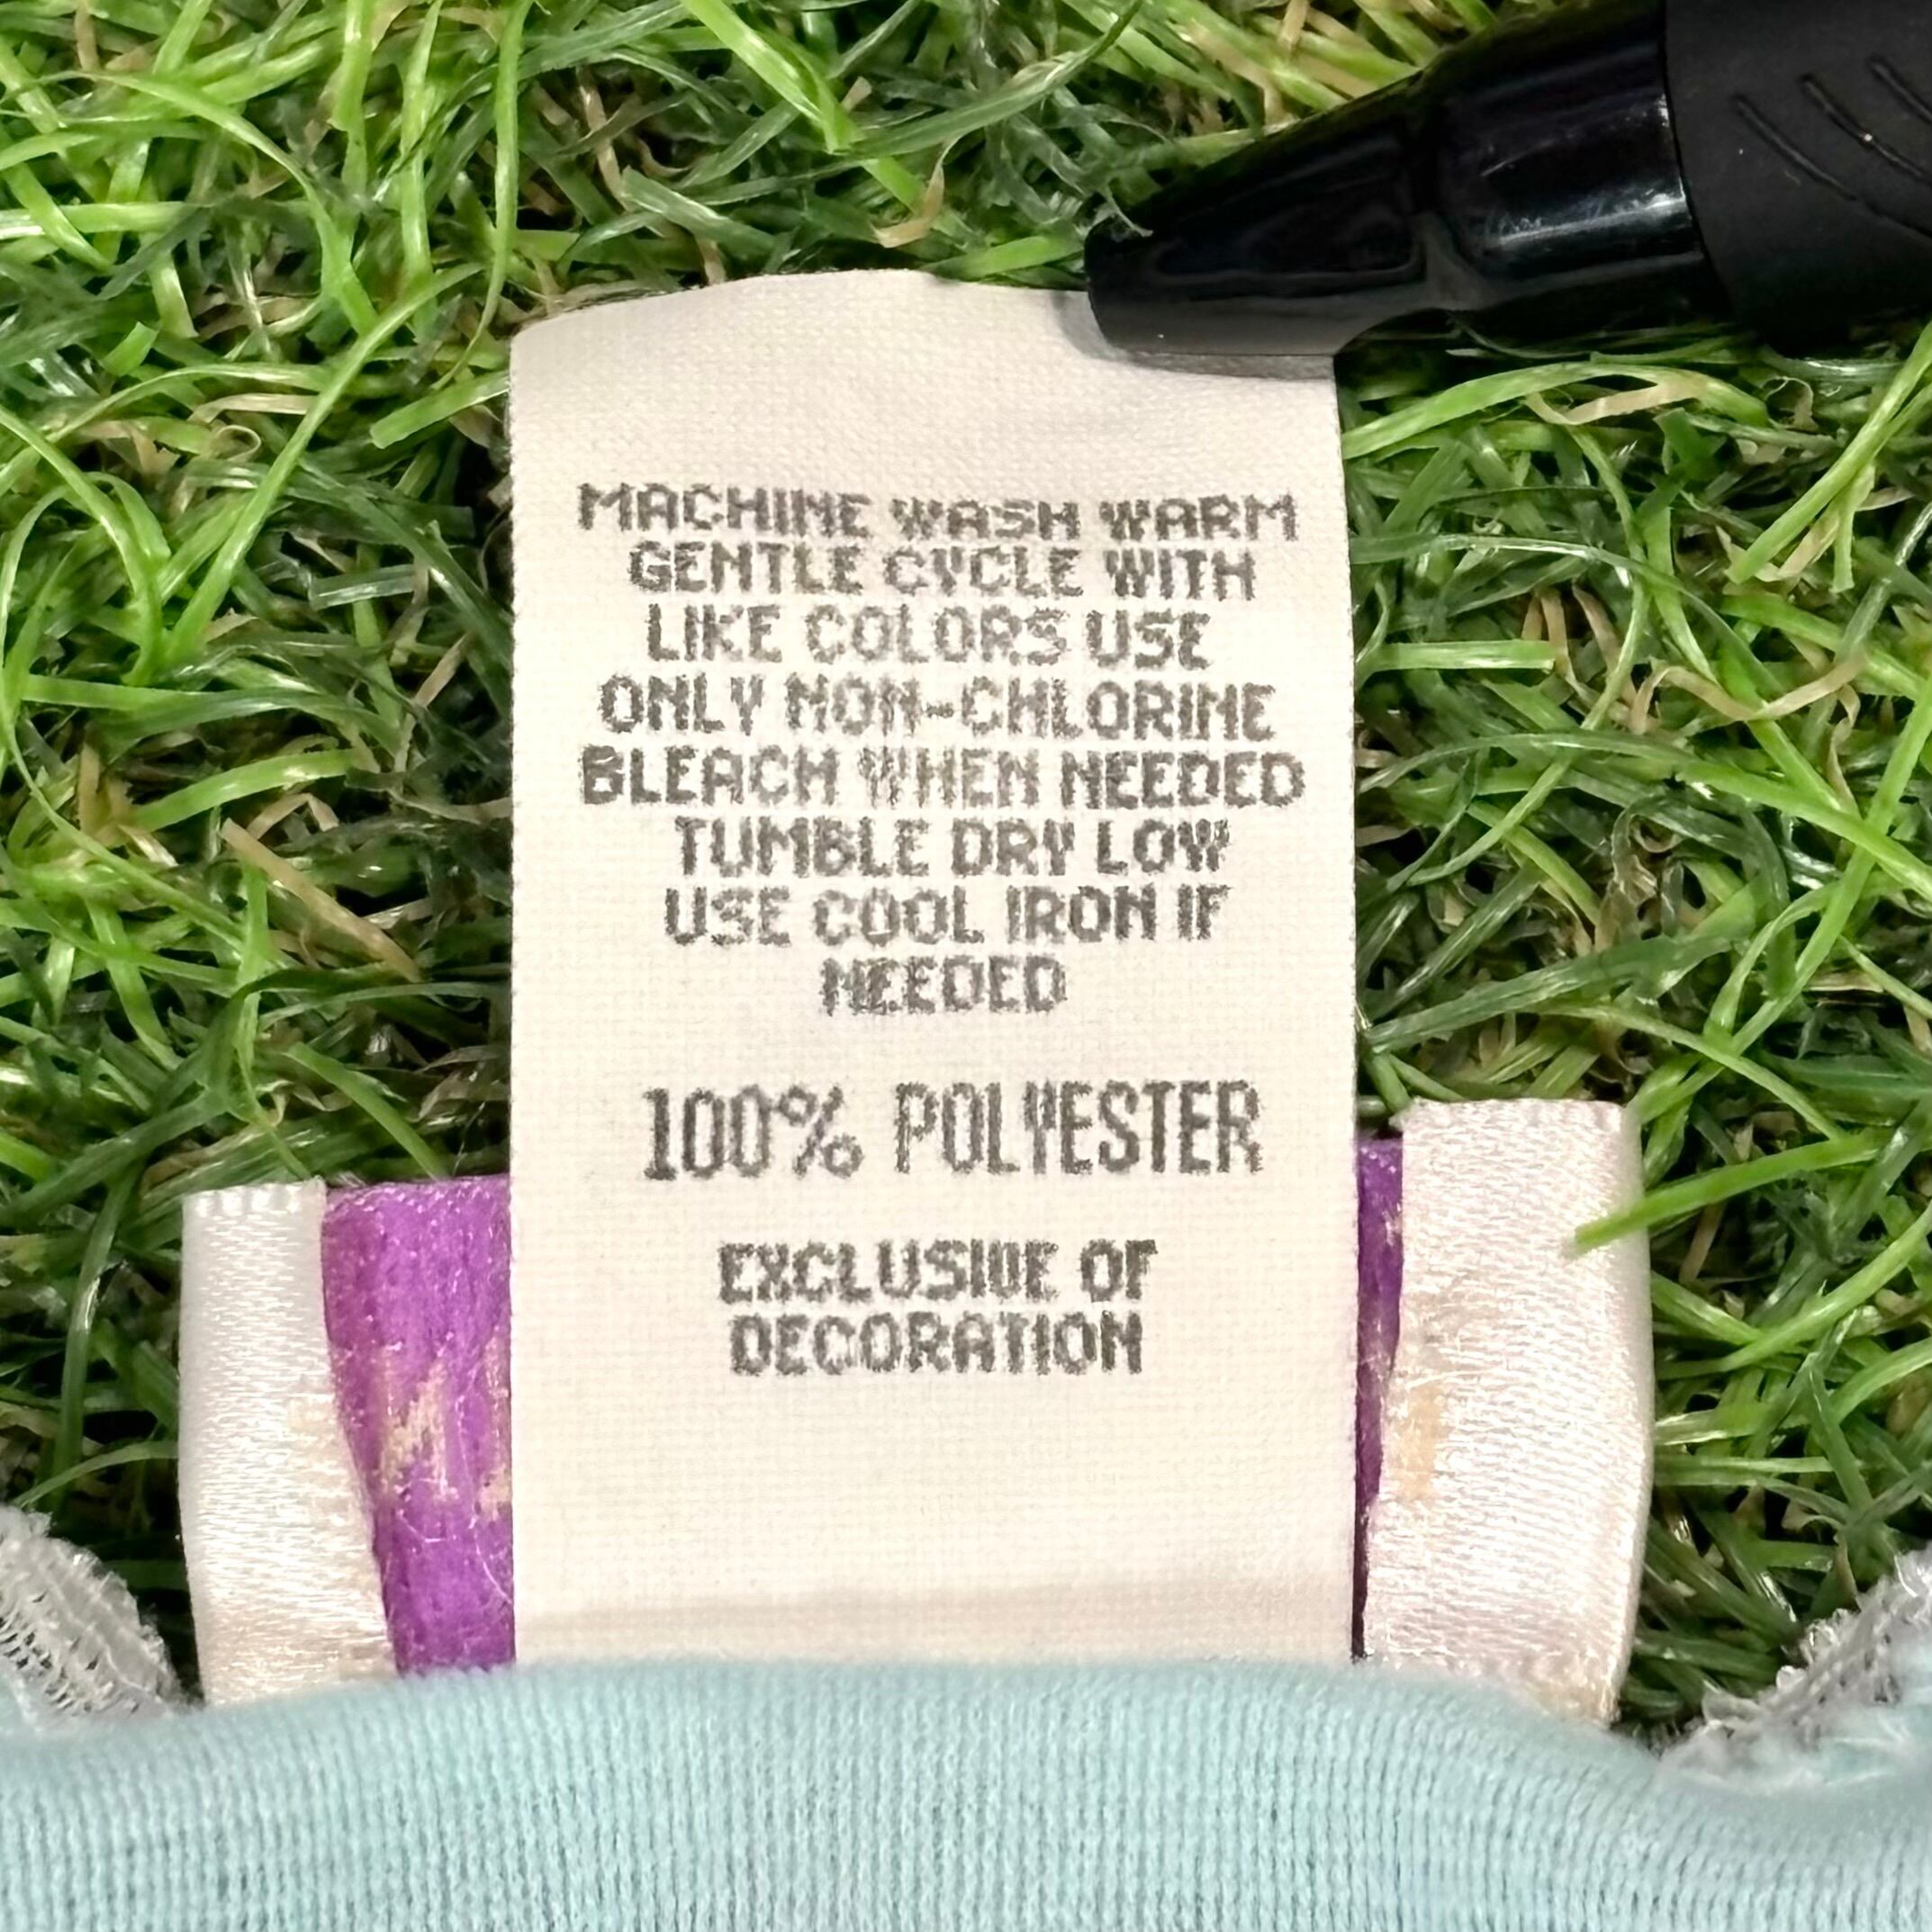 MACHINE WASH WARM
GENTLE CYCLE WITH
LIKE COLORS USE
ONLY NON-CHLORINE
BLEACH WHEN NEEDED
TUMBLE DRY LOW
USE COOL IRON IF
NEEDED
100% POLYESTER
EXCLUSIVE OF
DECORATION